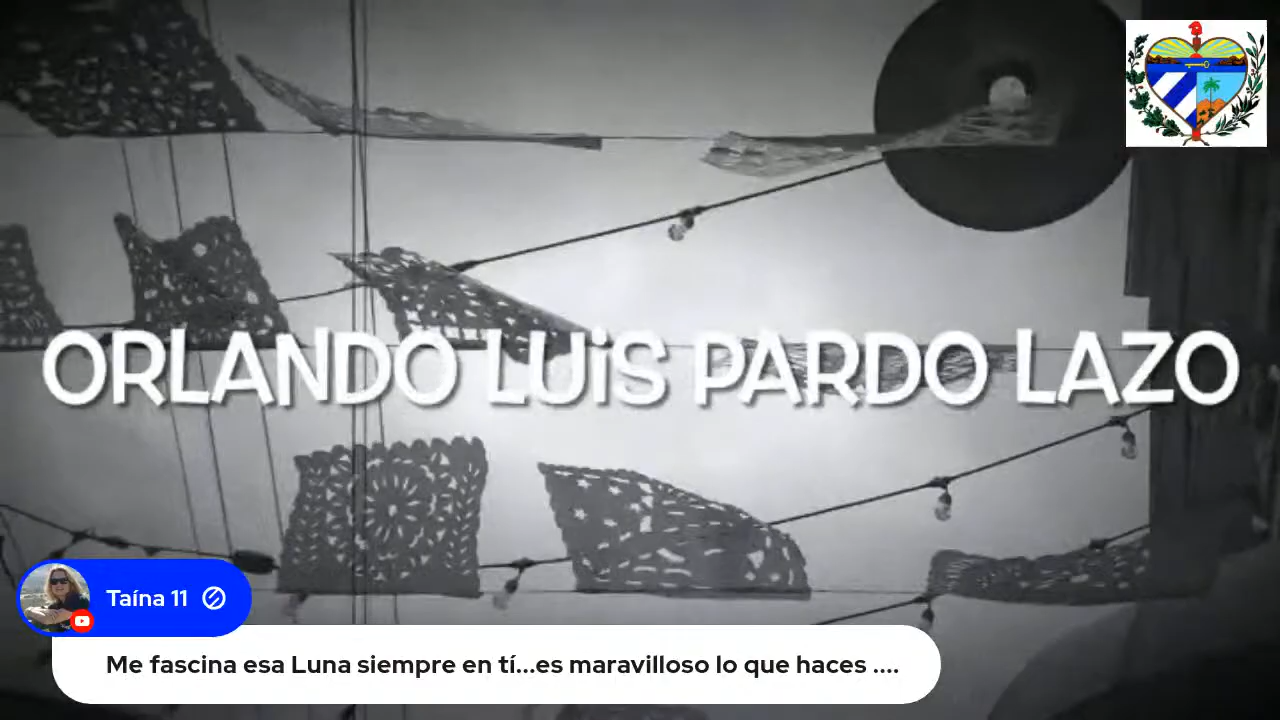 ORLANDO LUiS PARDO LAZO
Taína 11
Me fascina esa Luna siempre en tí...es maravilloso lo que haces ....